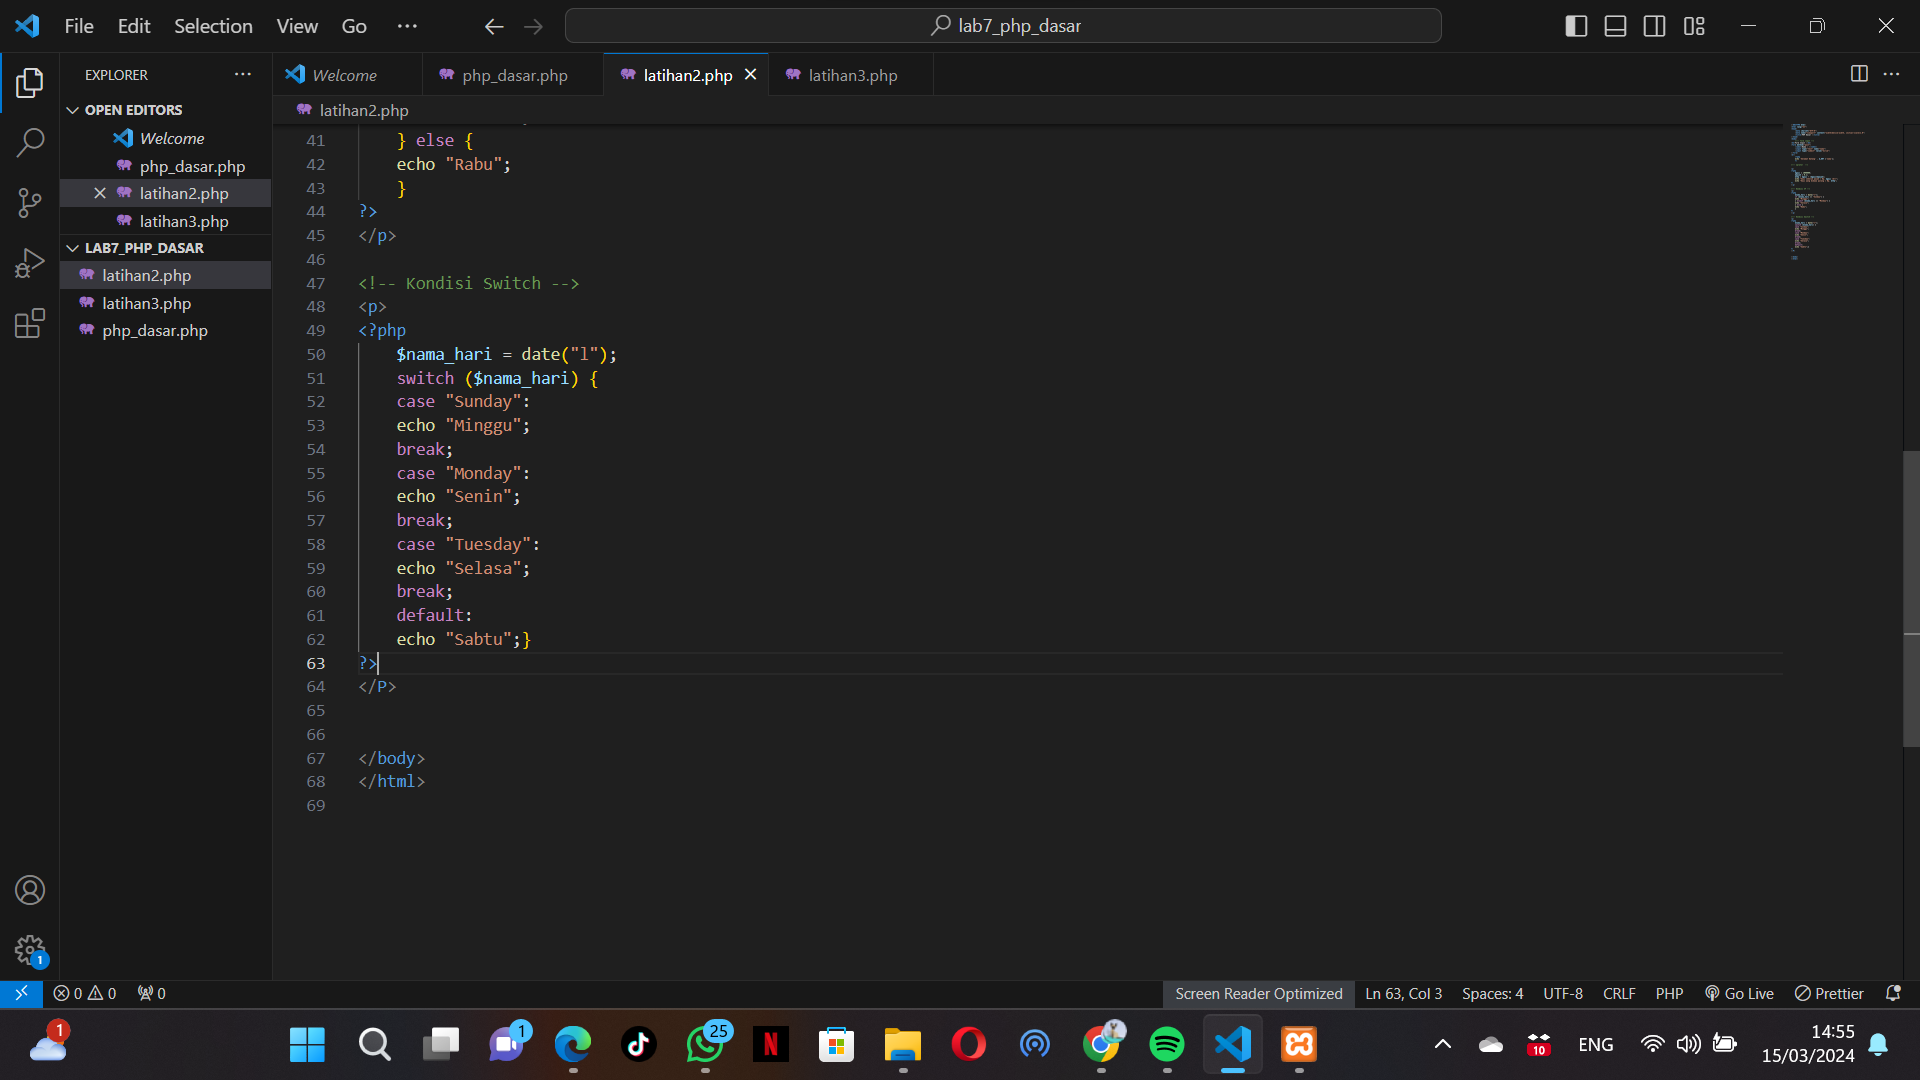 File Edit Selection View Go ··· lab7_php_dasar
EXPLORER ···
OPEN EDITORS
Welcome
php_dasar.php
latihan2.php
latihan3.php
LAB7_PHP_DASAR
latihan2.php
latihan3.php
php_dasar.php
Welcome php_dasar.php latihan2.php latihan3.php
latihan2.php
41 } else {
42 echo "Rabu";
43 }
44 ?>
45 </p>
46
47 <!-- Kondisi Switch -->
48 <p>
49 <?php
50 $nama_hari = date("l");
51 switch ($nama_hari) {
52 case "Sunday":
53 echo "Minggu";
54 break;
55 case "Monday":
56 echo "Senin";
57 break;
58 case "Tuesday":
59 echo "Selasa";
60 break;
61 default:
62 echo "Sabtu";}
63 ?>
64 </P>
65
66
67 </body>
68 </html>
69
1
0 0 0 Screen Reader Optimized Ln 63, Col 3 Spaces: 4 UTF-8 CRLF PHP Go Live Prettier
1 1 25 N 10 ENG 14:55
15/03/2024